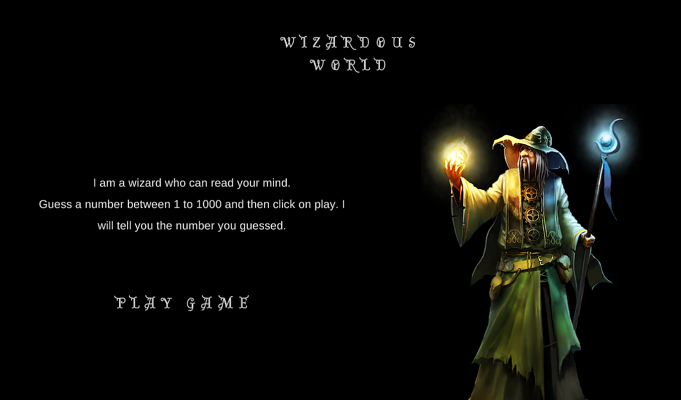 WIZARDOUS
WORLD
I am a wizard who can read your mind.
Guess a number between 1 to 1000 and then click on play. I
will tell you the number you guessed.
PLAY GAME